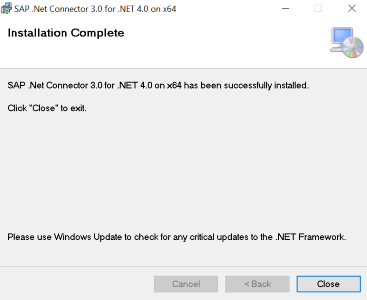 SAP .Net Connector 3.0 for .NET 4.0 on x64
Installation Complete
SAP .Net Connector 3.0 for .NET 4.0 on x64 has been successfully installed.
Click "Close" to exit.
Please use Windows Update to check for any critical updates to the .NET Framework.
Cancel
< Back
Close